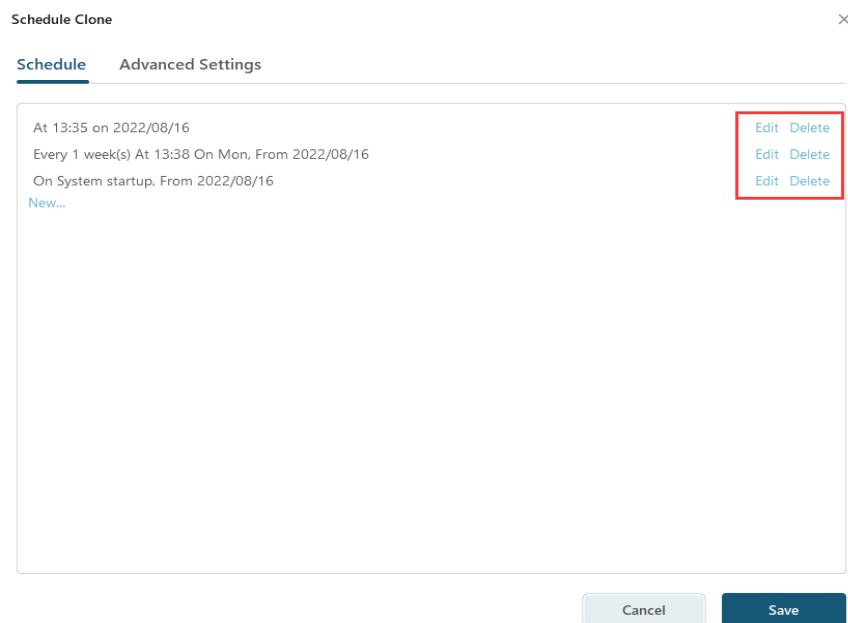 Schedule Clone
Schedule Advanced Settings
At 13:35 on 2022/08/16 Edit Delete
Every 1 week(s) At 13:38 On Mon, From 2022/08/16 Edit Delete
On System startup, From 2022/08/16 Edit Delete
New...
Cancel Save